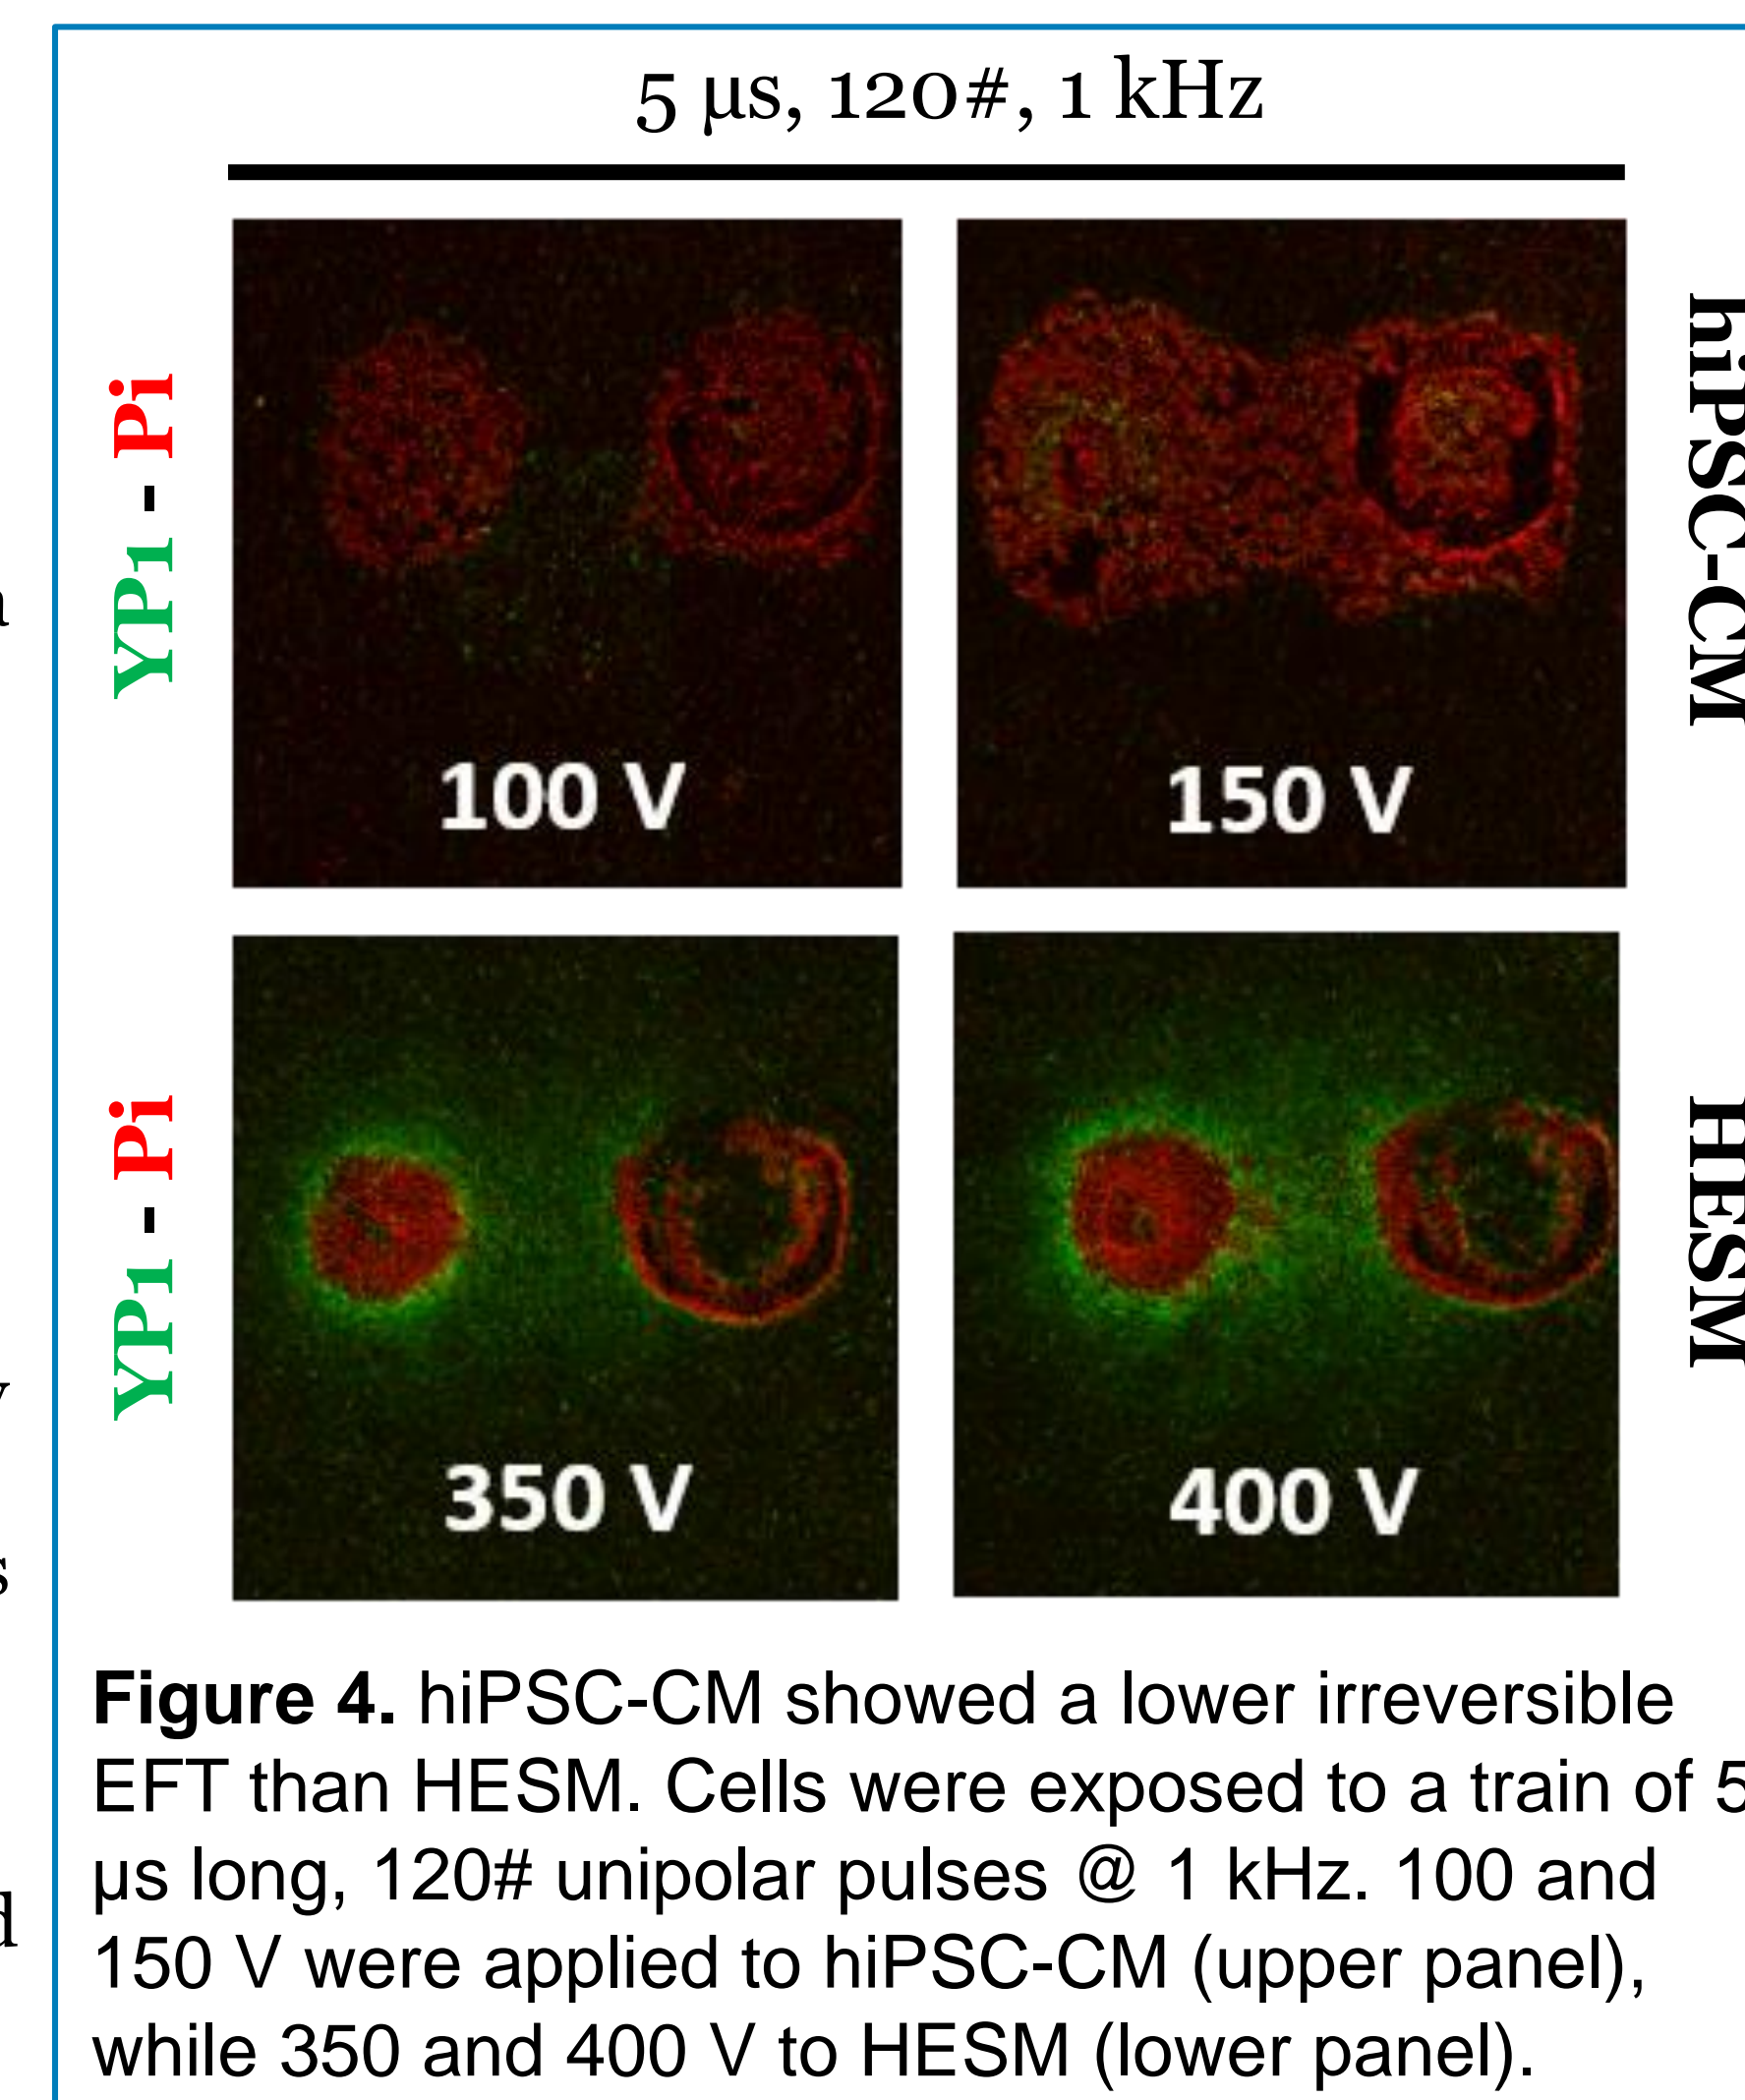 5 µs, 120#, 1 kHz
YP1 - Pi
100 V
150 V
hiPSC-CM
YP1 - Pi
350 V
400 V
HESM
Figure 4. hiPSC-CM showed a lower irreversible
EFT than HESM. Cells were exposed to a train of 5
µs long, 120# unipolar pulses @ 1 kHz. 100 and
150 V were applied to hiPSC-CM (upper panel),
while 350 and 400 V to HESM (lower panel).